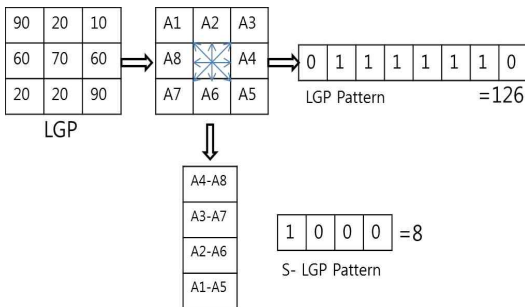 90 20 10
60 70 60
20 20 90
LGP
A1 A2 A3
A8 A4
A7 A6 A5
0 1 1 1 1 1 1 0
LGP Pattern =126
A4-A8
A3-A7
A2-A6
A1-A5
1 0 0 0 =8
S- LGP Pattern